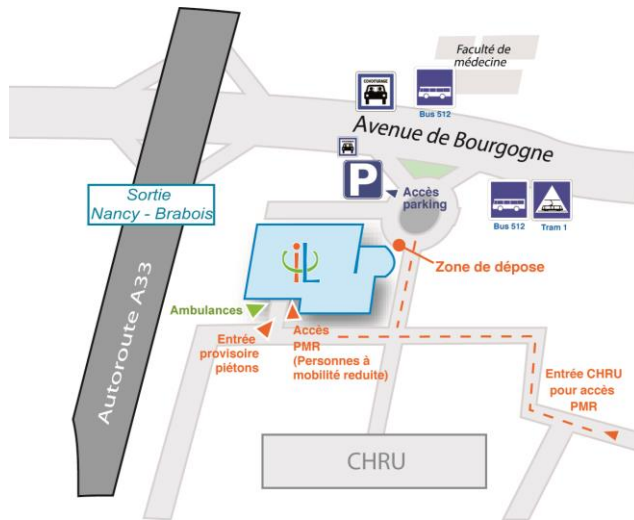 Faculté de
médecine
COVOITURAGE
Bus 512
Avenue de Bourgogne
P
Accès
parking
Sortie
Nancy - Brabois
Bus 512
Tram 1
iL
Zone de dépose
Ambulances
Entrée
provisoire
piétons
Accès
PMR
(Personnes à
mobilité reduite)
Autoroute A33
Entrée CHRU
pour accès
PMR
CHRU